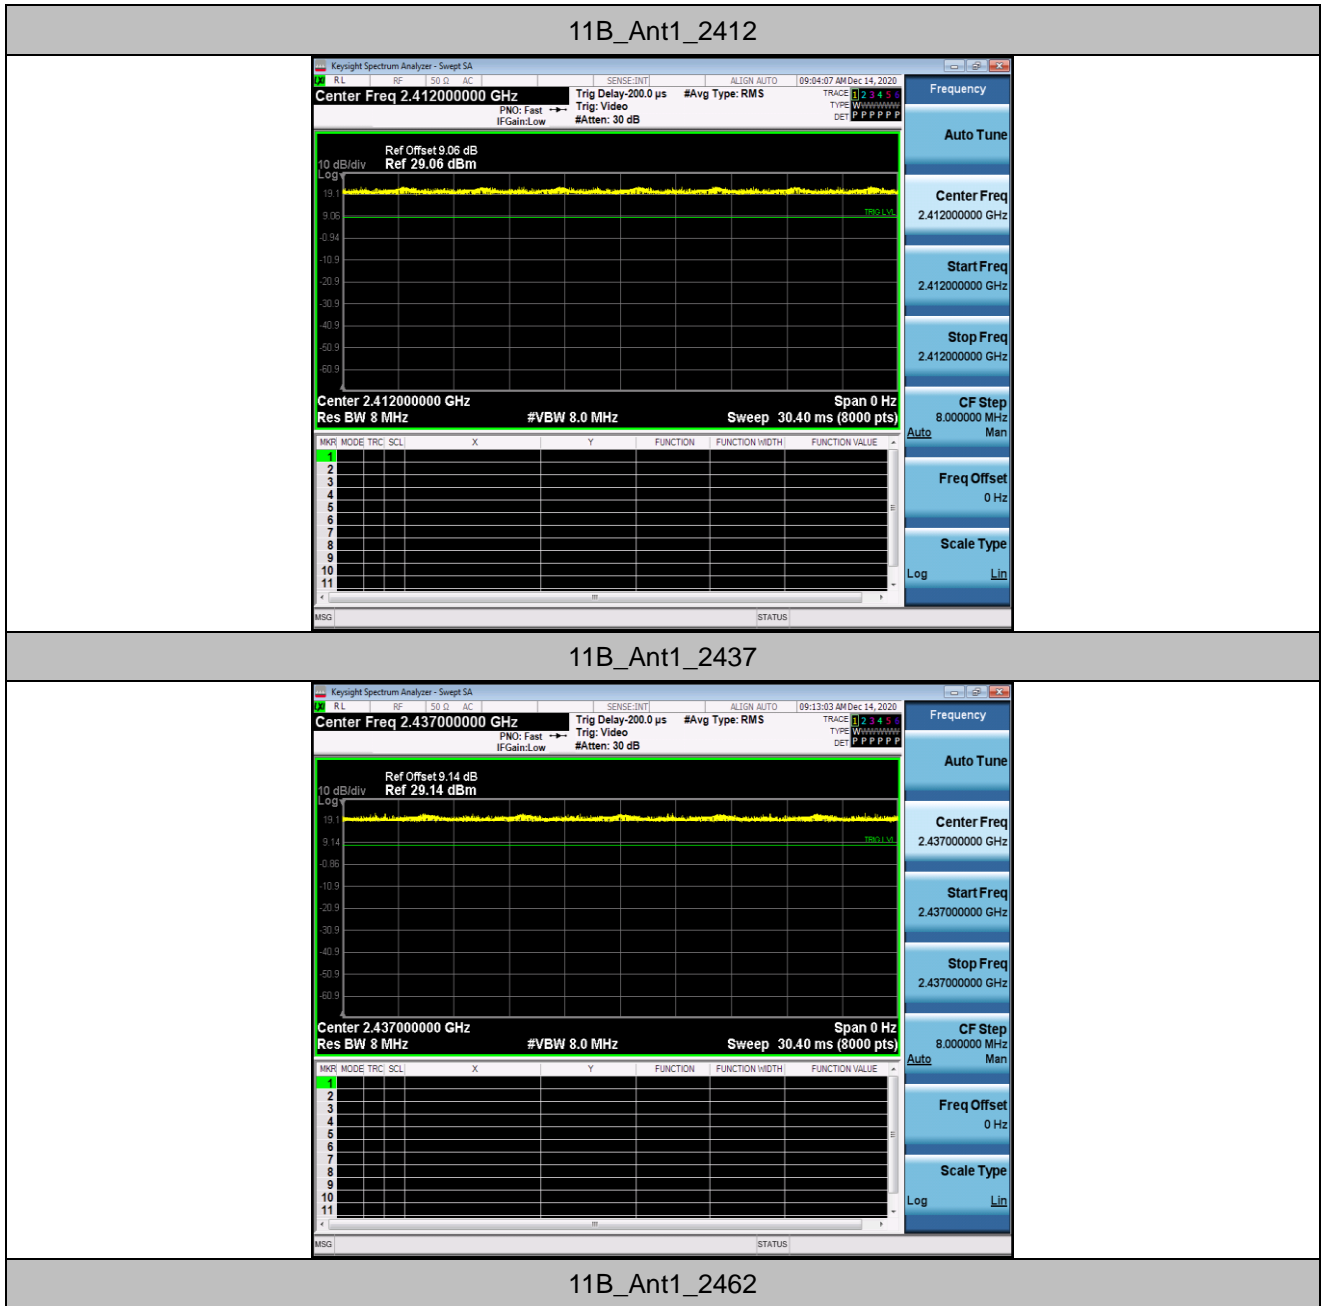 11B_Ant1_2412
Keysight Spectrum Analyzer - Swept SA
RL RF 50 Ω AC SENSE:INT ALIGN AUTO 09:04:07 AM Dec 14, 2020
Center Freq 2.412000000 GHz
PNO: Fast
IFGain:Low
Trig Delay-200.0 µs
Trig: Video
#Atten: 30 dB
#Avg Type: RMS
TRACE 1 2 3 4 5 6
TYPE WWWWWW
DET P P P P P P
Frequency
Auto Tune
Center Freq
2.412000000 GHz
Start Freq
2.412000000 GHz
Stop Freq
2.412000000 GHz
CF Step
8.000000 MHz
Auto Man
Freq Offset
0 Hz
Scale Type
Log Lin
Ref Offset 9.06 dB
10 dB/div Ref 29.06 dBm
Log
19.1
9.06
TRIG LVL
-0.94
-10.9
-20.9
-30.9
-40.9
-50.9
-60.9
Center 2.412000000 GHz Span 0 Hz
Res BW 8 MHz #VBW 8.0 MHz Sweep 30.40 ms (8000 pts)
MKR MODE TRC SCL X Y FUNCTION FUNCTION WIDTH FUNCTION VALUE
1
2
3
4
5
6
7
8
9
10
11
MSG STATUS
11B_Ant1_2437
Keysight Spectrum Analyzer - Swept SA
RL RF 50 Ω AC SENSE:INT ALIGN AUTO 09:13:03 AM Dec 14, 2020
Center Freq 2.437000000 GHz
PNO: Fast
IFGain:Low
Trig Delay-200.0 µs
Trig: Video
#Atten: 30 dB
#Avg Type: RMS
TRACE 1 2 3 4 5 6
TYPE WWWWWW
DET P P P P P P
Frequency
Auto Tune
Center Freq
2.437000000 GHz
Start Freq
2.437000000 GHz
Stop Freq
2.437000000 GHz
CF Step
8.000000 MHz
Auto Man
Freq Offset
0 Hz
Scale Type
Log Lin
Ref Offset 9.14 dB
10 dB/div Ref 29.14 dBm
Log
19.1
9.14
TRIG LVL
-0.86
-10.9
-20.9
-30.9
-40.9
-50.9
-60.9
Center 2.437000000 GHz Span 0 Hz
Res BW 8 MHz #VBW 8.0 MHz Sweep 30.40 ms (8000 pts)
MKR MODE TRC SCL X Y FUNCTION FUNCTION WIDTH FUNCTION VALUE
1
2
3
4
5
6
7
8
9
10
11
MSG STATUS
11B_Ant1_2462